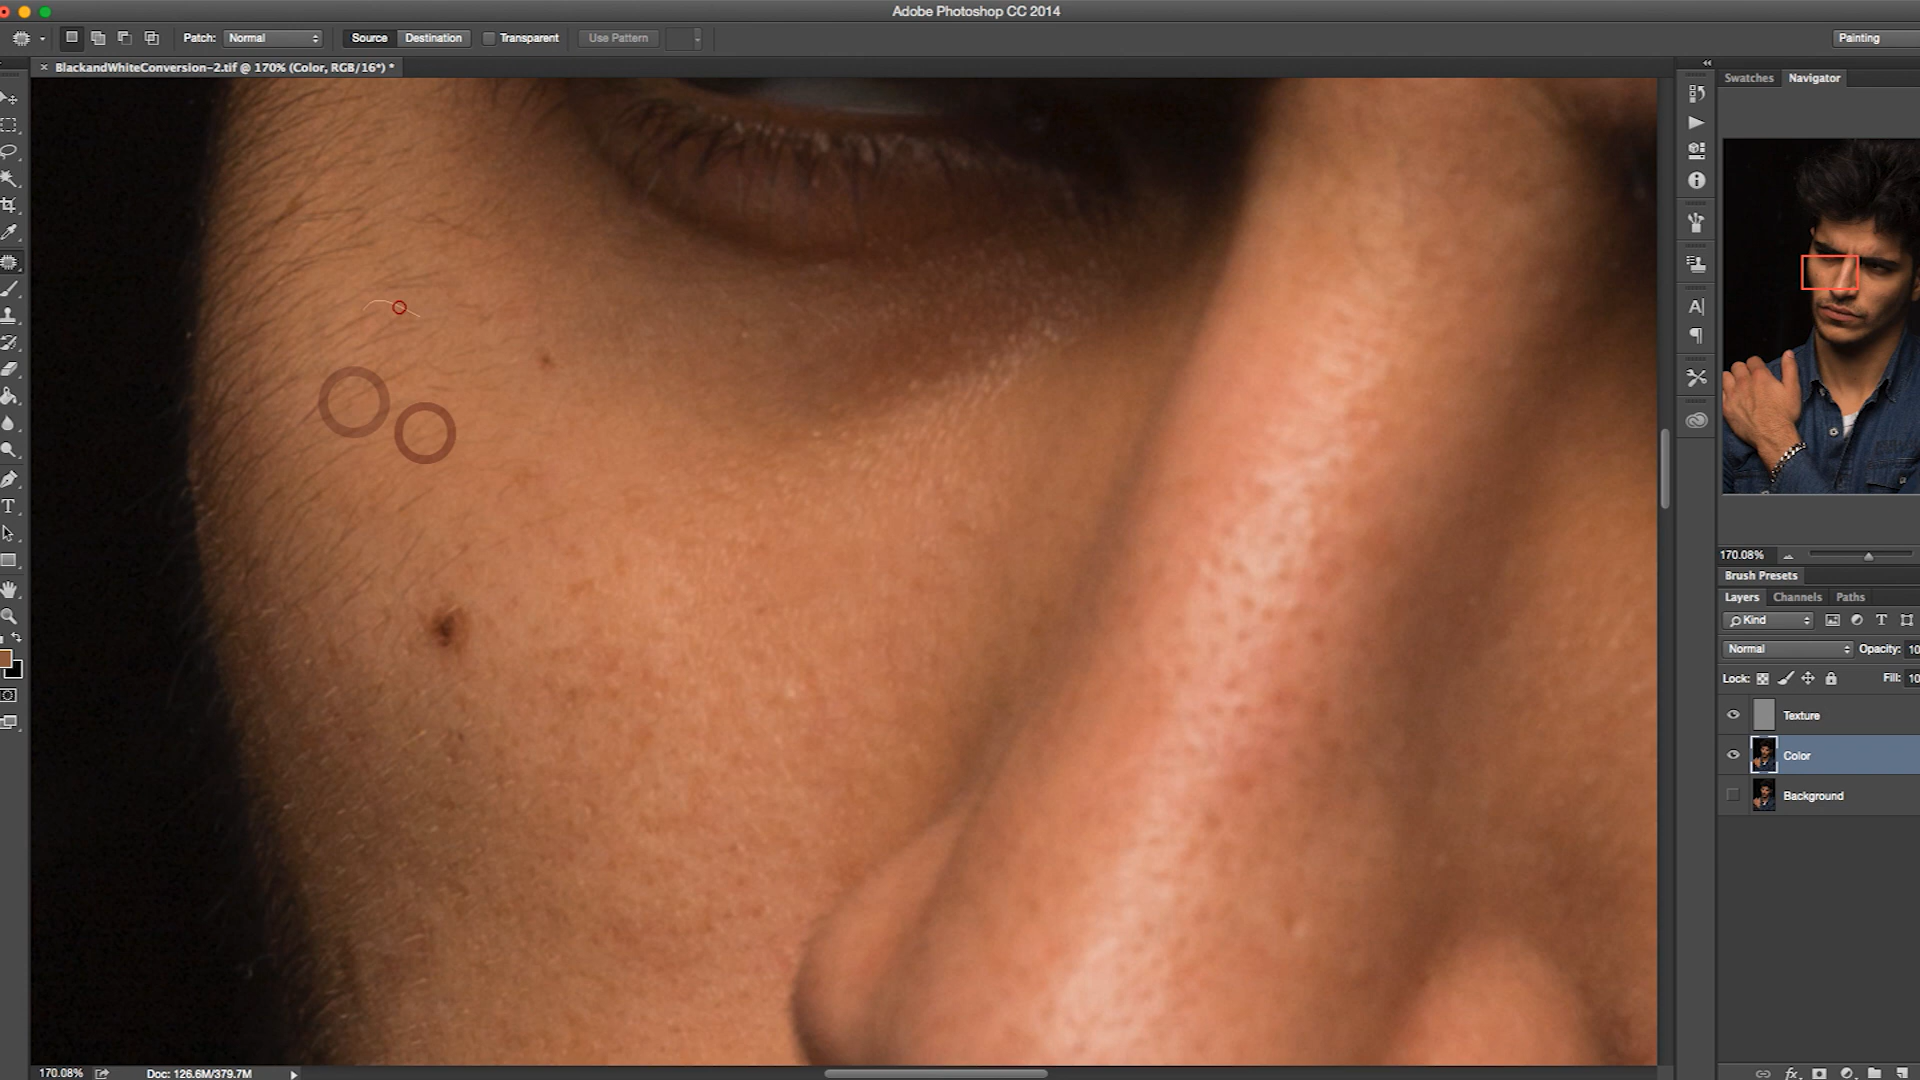 Adobe Photoshop CC 2014
Patch: Normal Source Destination Transparent Use Pattern Painting
× BlackandWhiteConversion-2.tif @ 170% (Color, RGB/16*) *
Swatches Navigator
170.08%
Brush Presets
Layers Channels Paths
Kind
Normal Opacity: 10
Lock: Fill: 10
Texture
Color
Background
170.08% Doc: 126.6M/379.7M